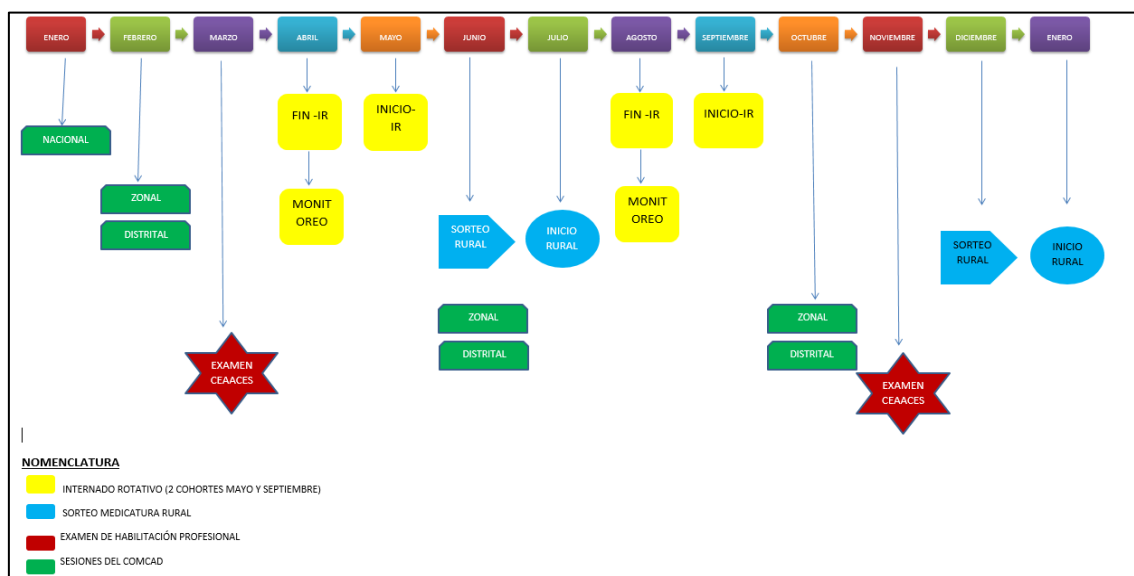 ENERO
FEBRERO
MARZO
ABRIL
MAYO
JUNIO
JULIO
AGOSTO
SEPTIEMBRE
OCTUBRE
NOVIEMBRE
DICIEMBRE
ENERO
NACIONAL
ZONAL
DISTRITAL
EXAMEN
CEAACES
FIN -IR
MONIT
OREO
INICIO-
IR
SORTEO
RURAL
INICIO
RURAL
ZONAL
DISTRITAL
FIN -IR
MONIT
OREO
INICIO-IR
ZONAL
DISTRITAL
EXAMEN
CEAACES
SORTEO
RURAL
INICIO
RURAL
NOMENCLATURA
INTERNADO ROTATIVO (2 COHORTES MAYO Y SEPTIEMBRE)
SORTEO MEDICATURA RURAL
EXAMEN DE HABILITACIÓN PROFESIONAL
SESIONES DEL COMCAD